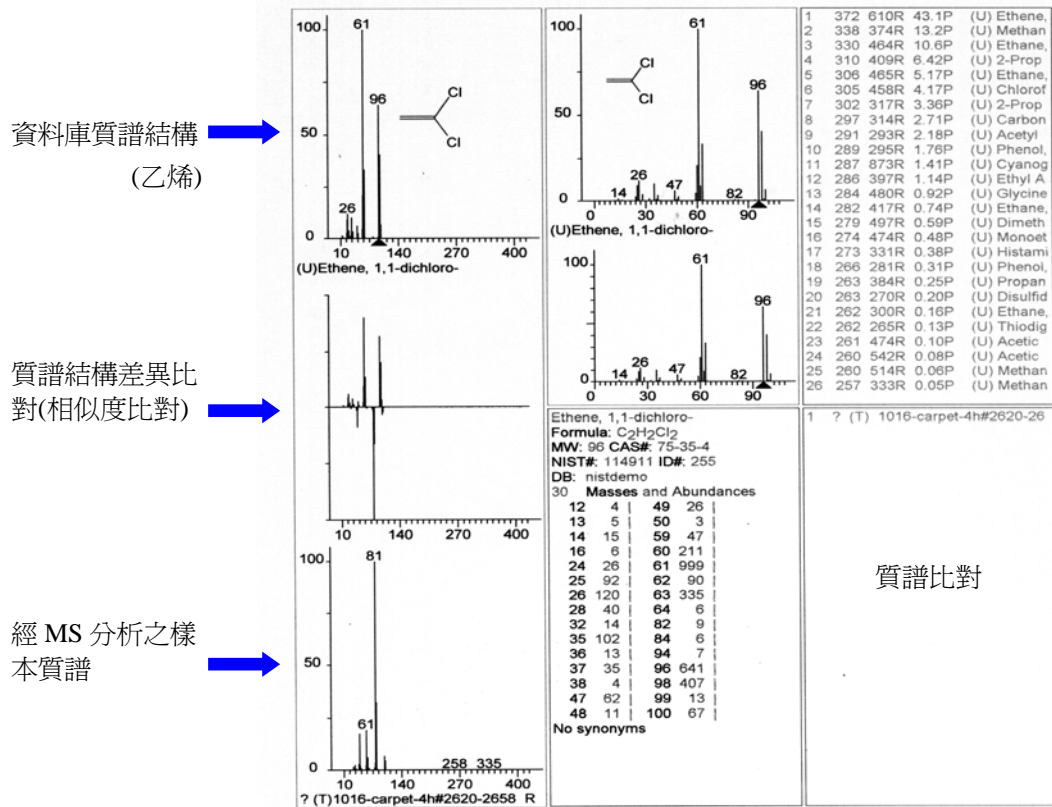 資料庫質譜結構
(乙烯)
質譜結構差異比
對(相似度比對)
經 MS 分析之樣
本質譜
100
61
96
Cl
Cl
50
26
0
10 140 270 400
(U)Ethene, 1,1-dichloro-
10 140 270 400
100
81
50
61
0
258 335
10 140 270 400
? (T)1016-carpet-4h#2620-2658 R
100
61
Cl
Cl
96
50
26
14
47
82
0
0 30 60 90
(U)Ethene, 1,1-dichloro-
100
61
96
50
26
14
47
82
0
0 30 60 90
Ethene, 1,1-dichloro-
Formula: C2H2Cl2
MW: 96 CAS#: 75-35-4
NIST#: 114911 ID#: 255
DB: nistdemo
30 Masses and Abundances
12 4 | 49 26 |
13 5 | 50 3 |
14 15 | 59 47 |
16 6 | 60 211 |
24 26 | 61 999 |
25 92 | 62 90 |
26 120 | 63 335 |
28 40 | 64 6 |
32 14 | 82 9 |
35 102 | 84 6 |
36 13 | 94 7 |
37 35 | 96 641 |
38 4 | 98 407 |
47 62 | 99 13 |
48 11 | 100 67 |
No synonyms
1 372 610R 43.1P (U) Ethene,
2 338 374R 13.2P (U) Methan
3 330 464R 10.6P (U) Ethane,
4 310 409R 6.42P (U) 2-Prop
5 306 465R 5.17P (U) Ethane,
6 305 458R 4.17P (U) Chlorof
7 302 317R 3.36P (U) 2-Prop
8 297 314R 2.71P (U) Carbon
9 291 293R 2.18P (U) Acetyl
10 289 295R 1.76P (U) Phenol,
11 287 873R 1.41P (U) Cyanog
12 286 397R 1.14P (U) Ethyl A
13 284 480R 0.92P (U) Glycine
14 282 417R 0.74P (U) Ethane,
15 279 497R 0.59P (U) Dimeth
16 274 474R 0.48P (U) Monoet
17 273 331R 0.38P (U) Histami
18 266 281R 0.31P (U) Phenol,
19 263 384R 0.25P (U) Propan
20 263 270R 0.20P (U) Disulfid
21 262 300R 0.16P (U) Ethane,
22 262 265R 0.13P (U) Thiodig
23 261 474R 0.10P (U) Acetic
24 260 542R 0.08P (U) Acetic
25 260 514R 0.06P (U) Methan
26 257 333R 0.05P (U) Methan
1 ? (T) 1016-carpet-4h#2620-26
質譜比對